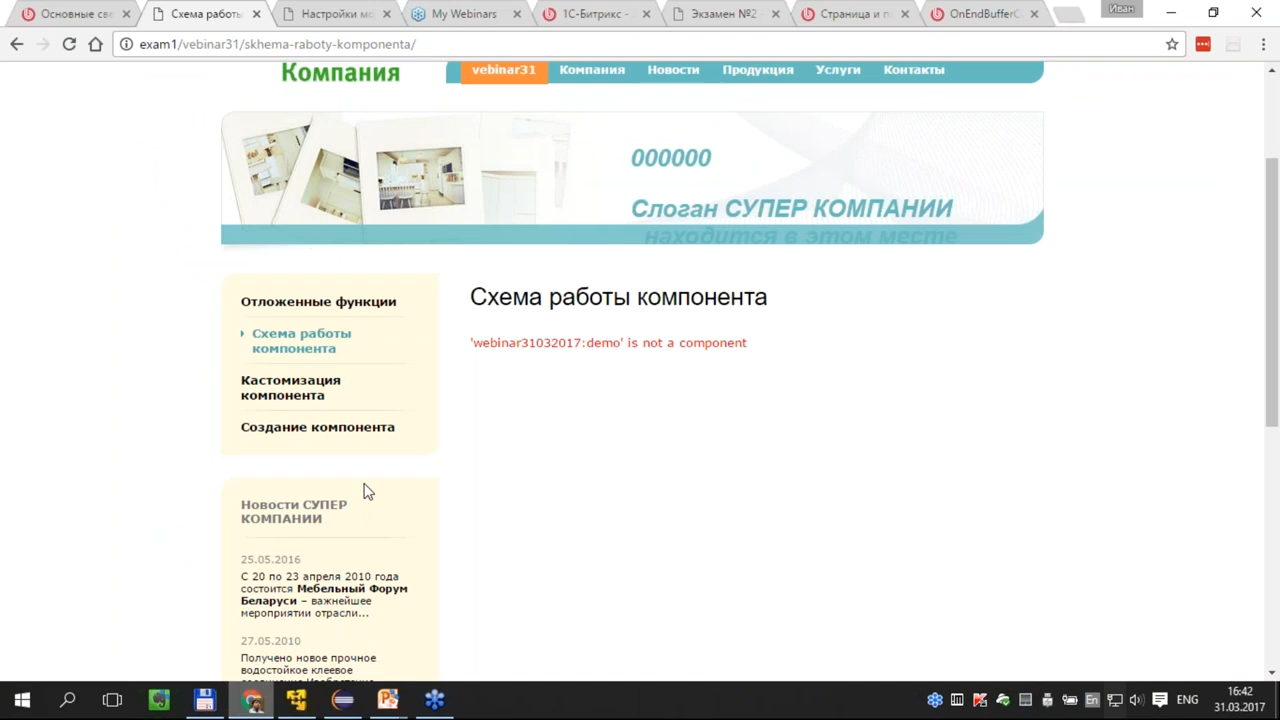 Иван
Основные све
Схема работы
Настройки мо
My Webinars
1С-Битрикс -
Экзамен №2
Страница и п
OnEndBufferC
exam1/vebinar31/skhema-raboty-komponenta/
Компания
vebinar31
Компания
Новости
Продукция
Услуги
Контакты
000000
Слоган СУПЕР КОМПАНИИ
находится в этом месте
Отложенные функции
Схема работы
компонента
Кастомизация
компонента
Создание компонента
Схема работы компонента
'webinar31032017:demo' is not a component
Новости СУПЕР
КОМПАНИИ
25.05.2016
С 20 по 23 апреля 2010 года
состоится Мебельный Форум
Беларуси – важнейшее
мероприятии отрасли...
27.05.2010
Получено новое прочное
водостойкое клеевое
En
ENG
16:42
31.03.2017